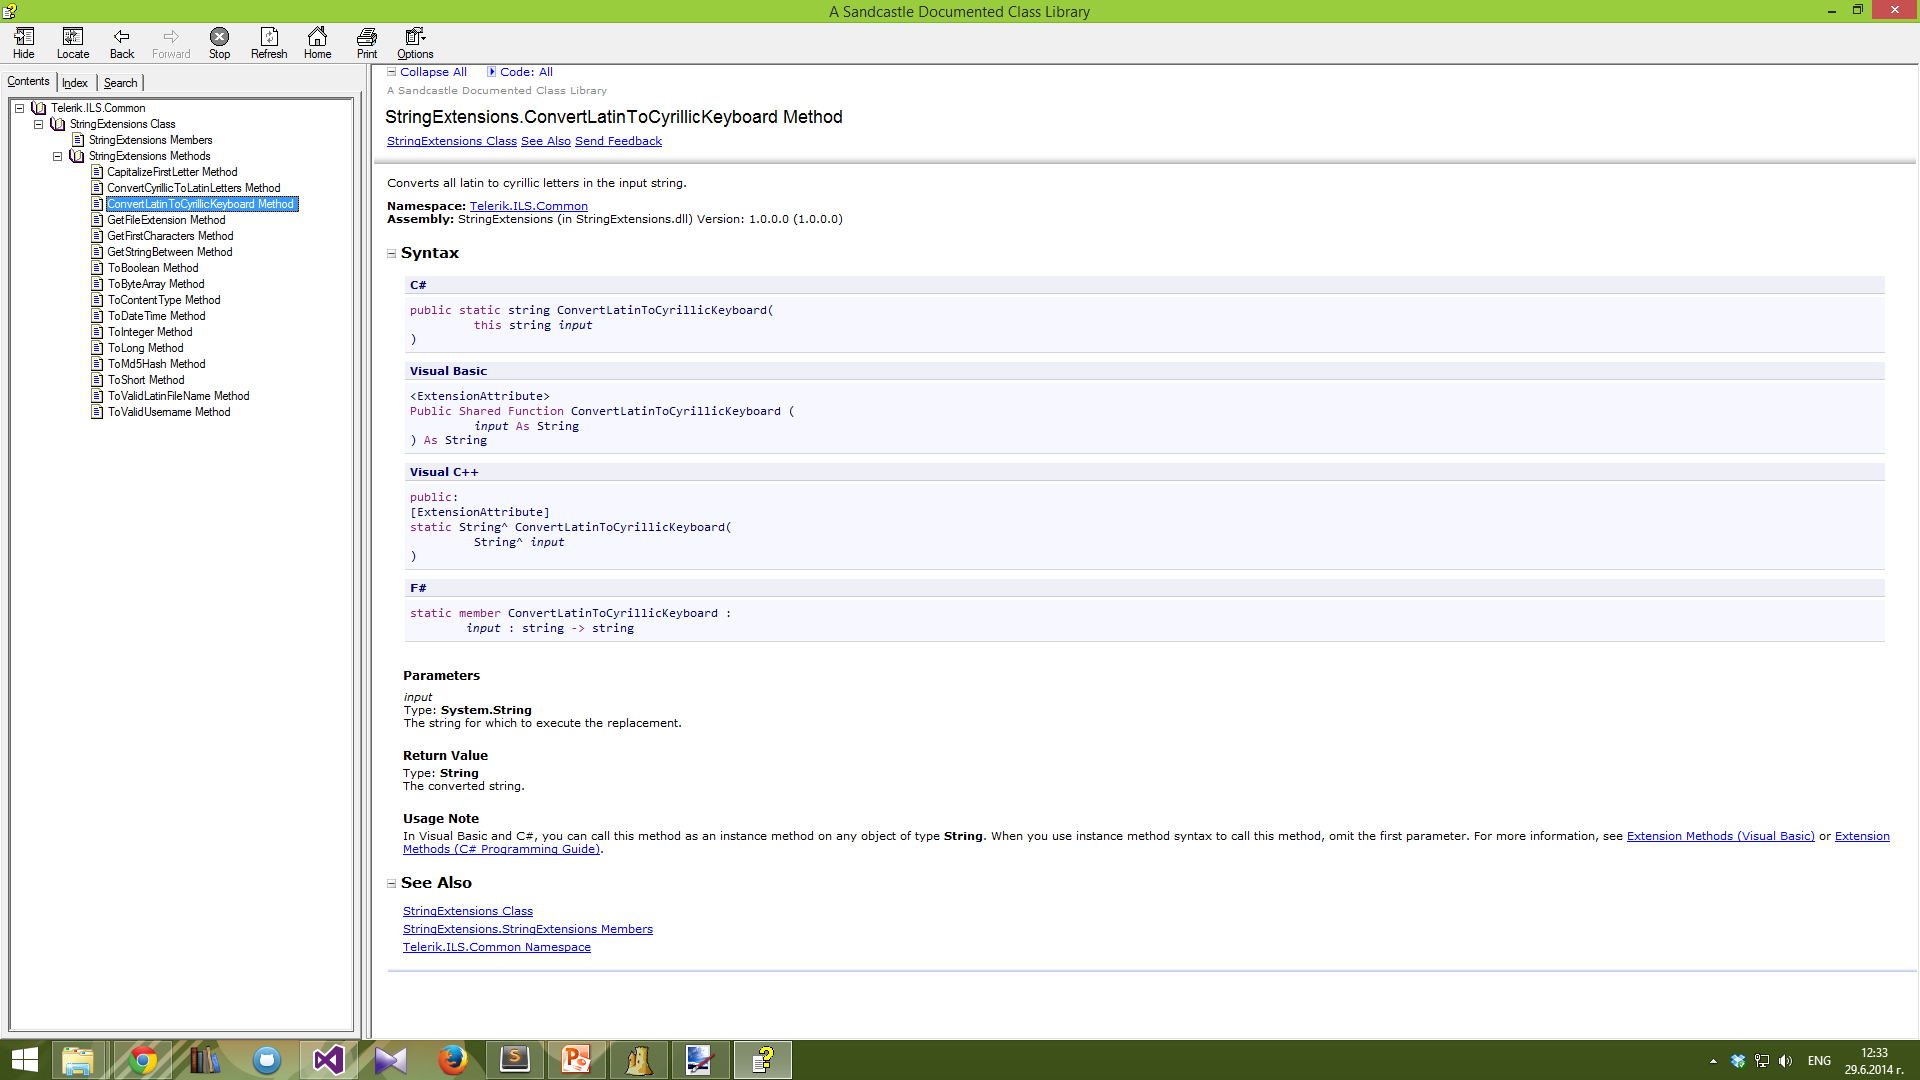 A Sandcastle Documented Class Library
Hide Locate Back Forward Stop Refresh Home Print Options
Contents Index Search
Telerik.ILS.Common
StringExtensions Class
StringExtensions Members
StringExtensions Methods
CapitalizeFirstLetter Method
ConvertCyrillicToLatinLetters Method
ConvertLatinToCyrillicKeyboard Method
GetFileExtension Method
GetFirstCharacters Method
GetStringBetween Method
ToBoolean Method
ToByteArray Method
ToContentType Method
ToDateTime Method
ToInteger Method
ToLong Method
ToMd5Hash Method
ToShort Method
ToValidLatinFileName Method
ToValidUsername Method
Collapse All Code: All
A Sandcastle Documented Class Library
StringExtensions.ConvertLatinToCyrillicKeyboard Method
StringExtensions Class See Also Send Feedback
Converts all latin to cyrillic letters in the input string.
Namespace: Telerik.ILS.Common
Assembly: StringExtensions (in StringExtensions.dll) Version: 1.0.0.0 (1.0.0.0)
Syntax
C#
public static string ConvertLatinToCyrillicKeyboard(
this string input
)
Visual Basic
<ExtensionAttribute>
Public Shared Function ConvertLatinToCyrillicKeyboard (
input As String
) As String
Visual C++
public:
[ExtensionAttribute]
static String^ ConvertLatinToCyrillicKeyboard(
String^ input
)
F#
static member ConvertLatinToCyrillicKeyboard :
input : string -> string
Parameters
input
Type: System.String
The string for which to execute the replacement.
Return Value
Type: String
The converted string.
Usage Note
In Visual Basic and C#, you can call this method as an instance method on any object of type String. When you use instance method syntax to call this method, omit the first parameter. For more information, see Extension Methods (Visual Basic) or Extension
Methods (C# Programming Guide).
See Also
StringExtensions Class
StringExtensions.StringExtensions Members
Telerik.ILS.Common Namespace
ENG
12:33
29.6.2014 г.